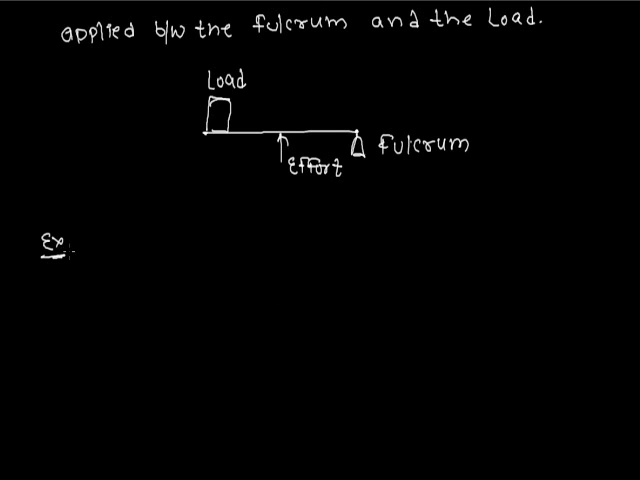 applied b/w the fulcrum and the Load.
Load
Fulcrum
Effort
Ex